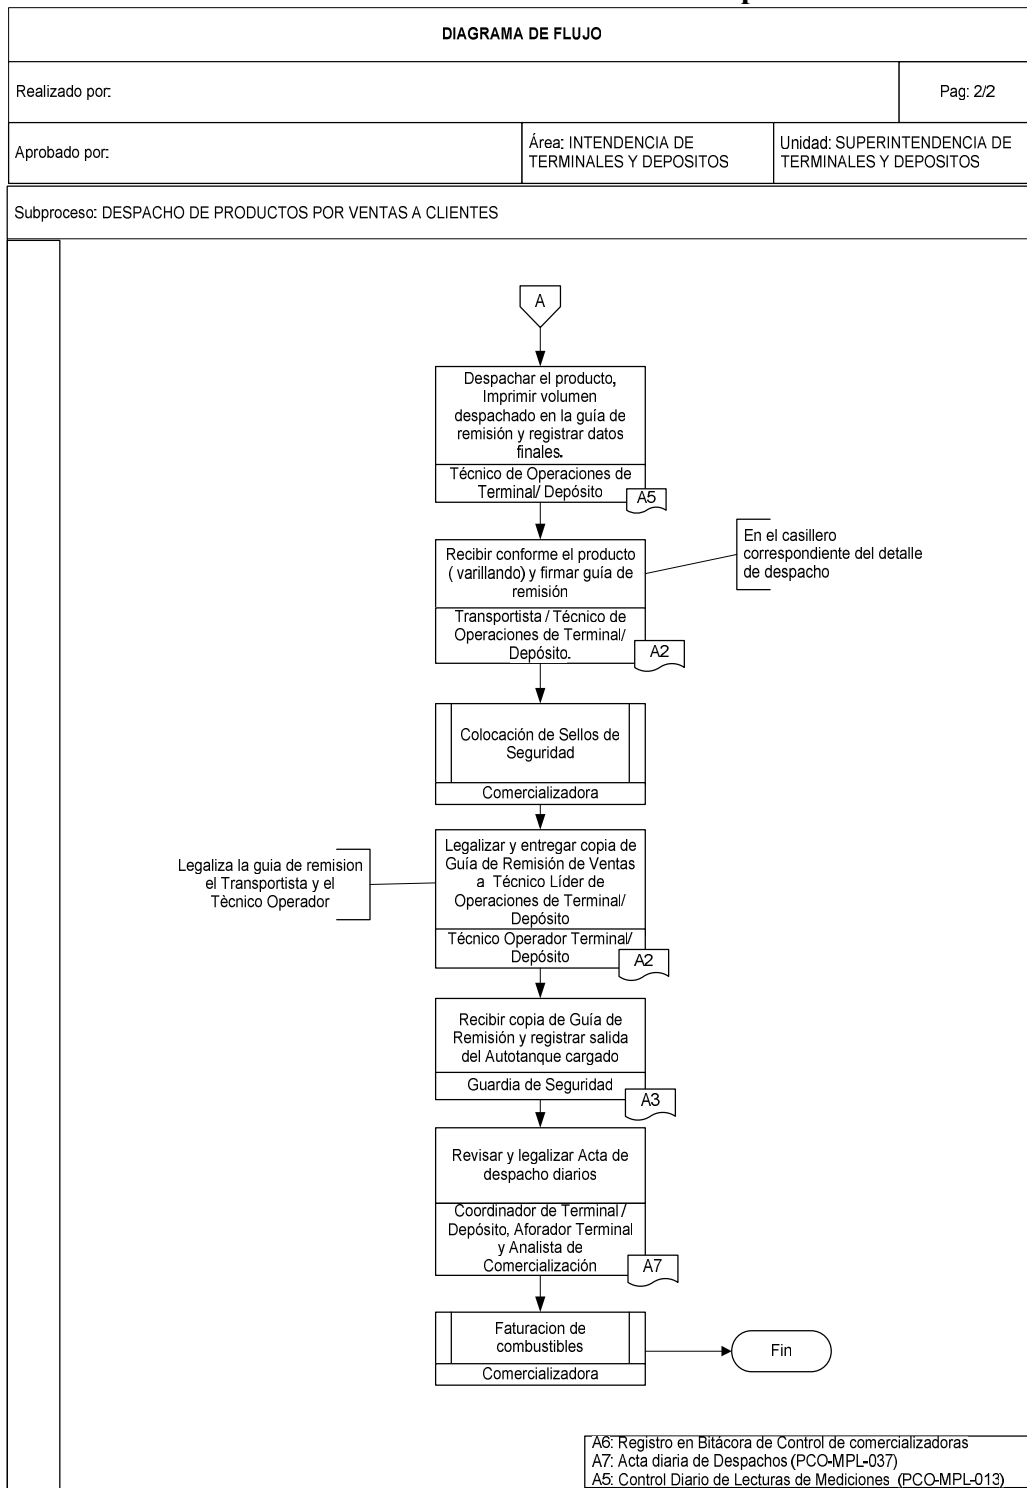 DIAGRAMA DE FLUJO
Realizado por:
Pag: 2/2
Aprobado por:
Área: INTENDENCIA DE
TERMINALES Y DEPOSITOS
Unidad: SUPERINTENDENCIA DE
TERMINALES Y DEPOSITOS
Subproceso: DESPACHO DE PRODUCTOS POR VENTAS A CLIENTES
A
Despachar el producto,
Imprimir volumen
despachado en la guía de
remisión y registrar datos
finales.
Técnico de Operaciones de
Terminal/ Depósito
A5
Recibir conforme el producto
( varillando) y firmar guía de
remisión
En el casillero
correspondiente del detalle
de despacho
Transportista / Técnico de
Operaciones de Terminal/
Depósito.
A2
Colocación de Sellos de
Seguridad
Comercializadora
Legalizar y entregar copia de
Guía de Remisión de Ventas
a Técnico Líder de
Operaciones de Terminal/
Depósito
Legaliza la guia de remision
el Transportista y el
Tècnico Operador
Técnico Operador Terminal/
Depósito
A2
Recibir copia de Guía de
Remisión y registrar salida
del Autotanque cargado
Guardia de Seguridad
A3
Revisar y legalizar Acta de
despacho diarios
Coordinador de Terminal /
Depósito, Aforador Terminal
y Analista de
Comercialización
A7
Faturacion de
combustibles
Comercializadora
Fin
A6: Registro en Bitácora de Control de comercializadoras
A7: Acta diaria de Despachos (PCO-MPL-037)
A5: Control Diario de Lecturas de Mediciones (PCO-MPL-013)